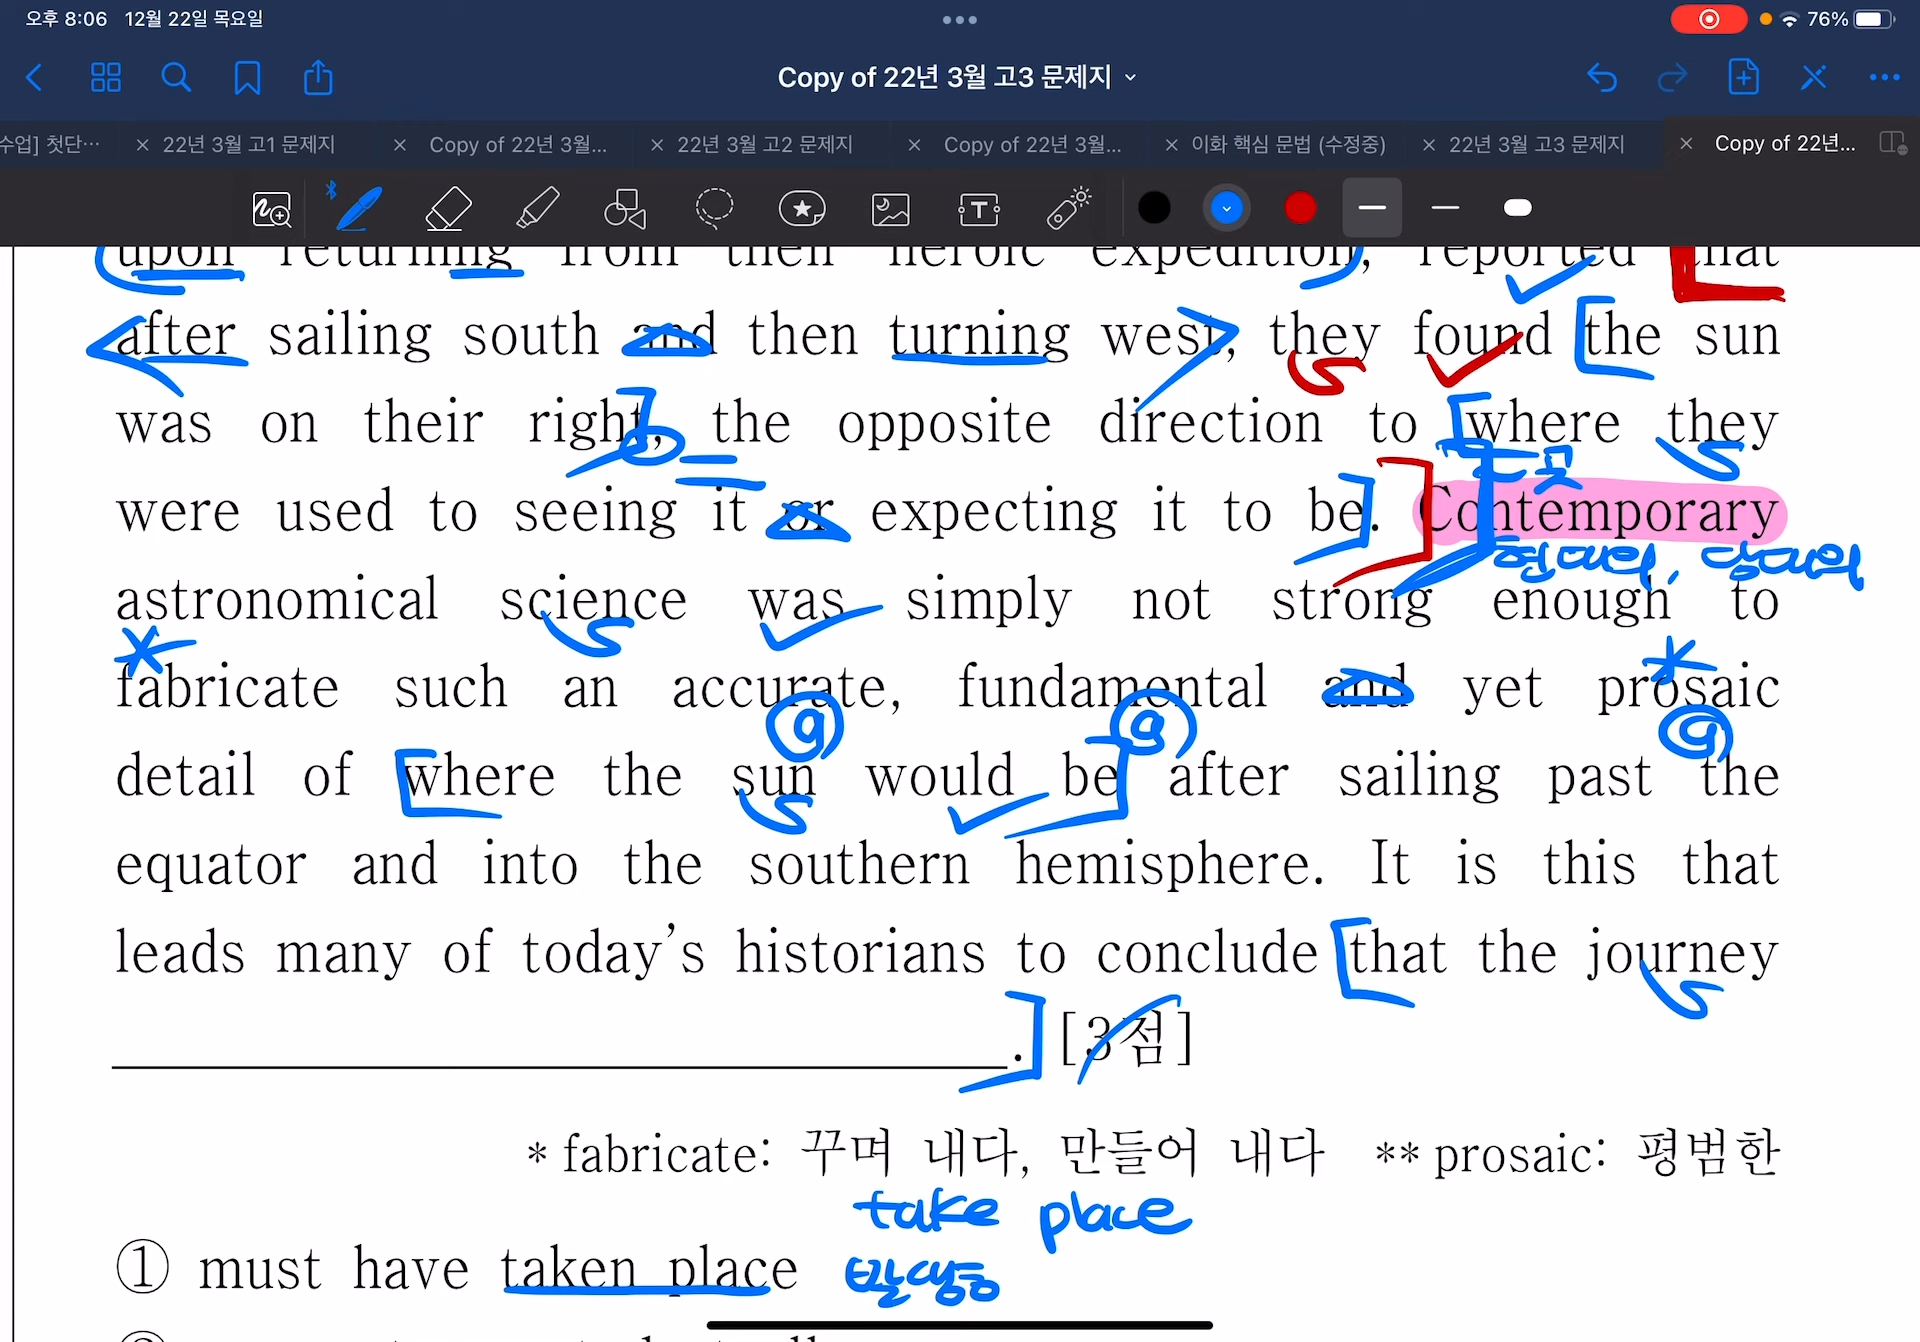 오후 8:06 12월 22일 목요일
76%
Copy of 22년 3월 고3 문제지
수업] 첫단…
22년 3월 고1 문제지
Copy of 22년 3월...
22년 3월 고2 문제지
Copy of 22년 3월...
이화 핵심 문법 (수정중)
22년 3월 고3 문제지
Copy of 22년...
upon returning from their heroic expedition, reported that
after sailing south and then turning west, they found the sun
was on their right, the opposite direction to where they
곳
were used to seeing it or expecting it to be. Contemporary
현대의, 당대의
astronomical science was simply not strong enough to
fabricate such an accurate, fundamental and yet prosaic
ⓐ ⓐ ⓐ
detail of where the sun would be after sailing past the
equator and into the southern hemisphere. It is this that
leads many of today's historians to conclude that the journey
. [3점]
* fabricate: 꾸며 내다, 만들어 내다 ** prosaic: 평범한
take place
① must have taken place 발생등